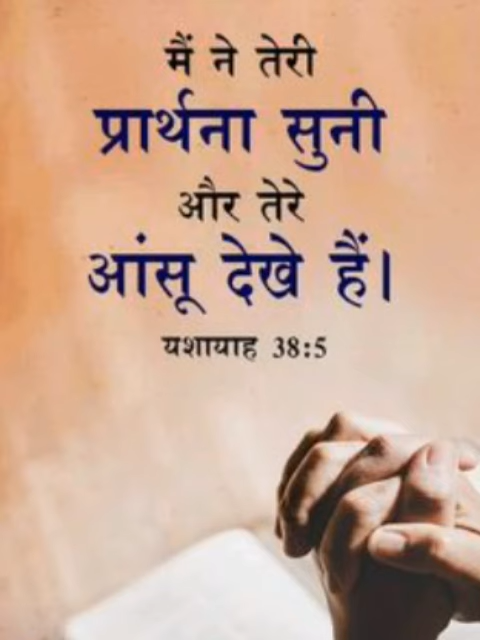 मैं ने तेरी
प्रार्थना सुनी
और तेरे
आंसू देखे हैं।
यशायाह 38:5